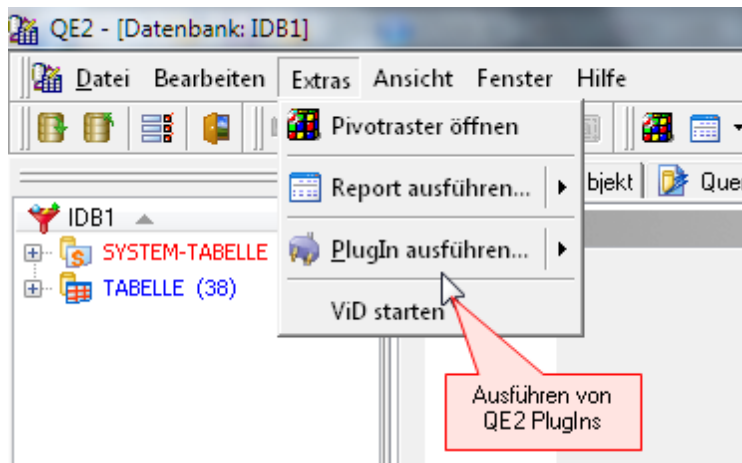 QE2 - [Datenbank: IDB1]
Datei Bearbeiten Extras Ansicht Fenster Hilfe
Pivotraster öffnen
Report ausführen...
bjekt
IDB1
SYSTEM-TABELLE
PlugIn ausführen...
TABELLE (38)
ViD starten
Ausführen von
QE2 PlugIns